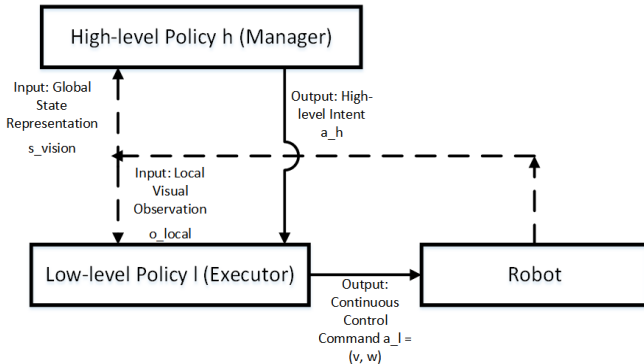 High-level Policy h (Manager)
Input: Global
State
Representation
s_vision
Output: High-
level Intent
a_h
Input: Local
Visual
Observation
o_local
Low-level Policy l (Executor)
Robot
Output:
Continuous
Control
Command a_l =
(v, w)